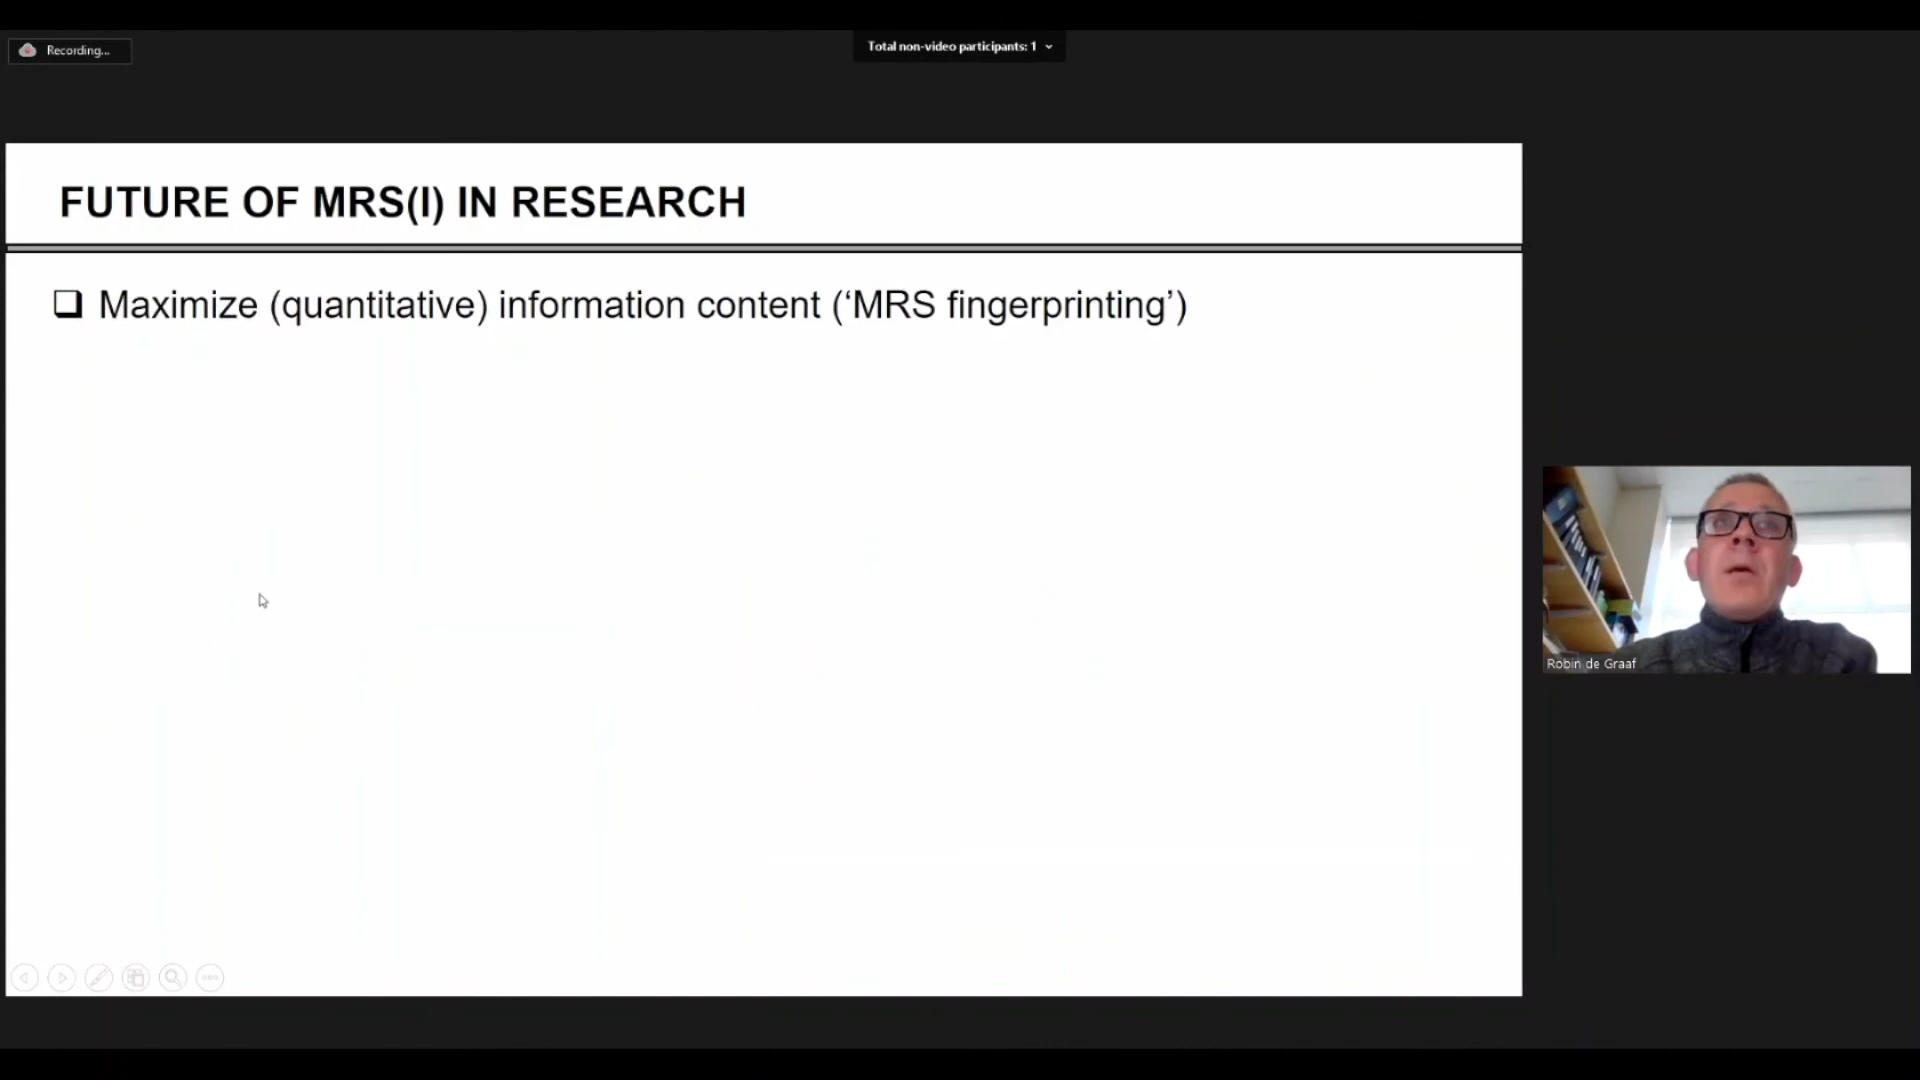 Recording...
Total non-video participants: 1
FUTURE OF MRS(I) IN RESEARCH
Maximize (quantitative) information content (‘MRS fingerprinting’)
Robin de Graaf